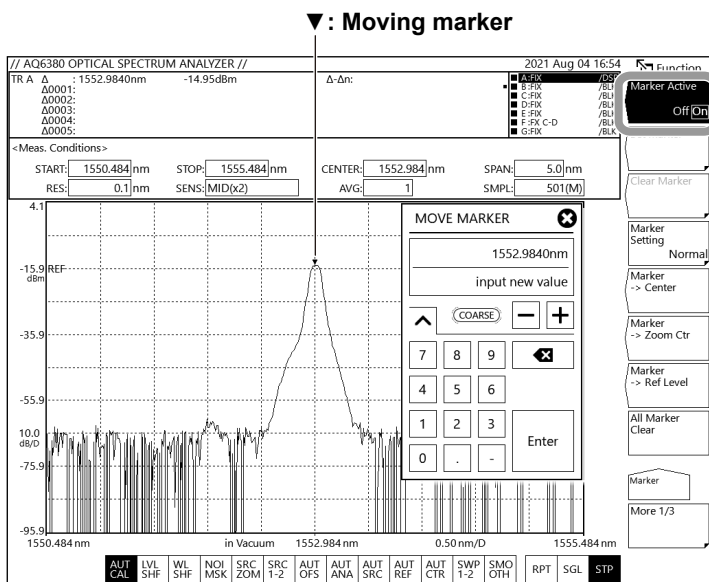 ▼: Moving marker
// AQ6380 OPTICAL SPECTRUM ANALYZER //
2021 Aug 04 16:54
Function
TR A Δ : 1552.9840nm -14.95dBm Δ-Δn:
Δ0001:
Δ0002:
Δ0003:
Δ0004:
Δ0005:
A:FIX /DSP
B:FIX /BLK
C:FIX /BLK
D:FIX /BLK
E:FIX /BLK
F:FX C-D /BLK
G:FIX /BLK
Marker Active
Off On
<Meas. Conditions>
START: 1550.484 nm STOP: 1555.484 nm CENTER: 1552.984 nm SPAN: 5.0 nm
RES: 0.1 nm SENS: MID(x2) AVG: 1 SMPL: 501(M)
Clear Marker
Marker
Setting
Normal
Marker
-> Center
Marker
-> Zoom Ctr
Marker
-> Ref Level
All Marker
Clear
Marker
More 1/3
4.1
-15.9 REF
dBm
-35.9
-55.9
10.0
dB/D
-75.9
-95.9
MOVE MARKER
1552.9840nm
input new value
COARSE
7 8 9
4 5 6
1 2 3
Enter
0 . -
1550.484nm in Vacuum 1552.984nm 0.50nm/D 1555.484nm
AUT CAL
LVL SHF
WL SHF
NOI MSK
SRC ZOM
SRC 1-2
AUT OFS
AUT ANA
AUT SRC
AUT REF
AUT CTR
SWP 1-2
SMO OTH
RPT
SGL
STP